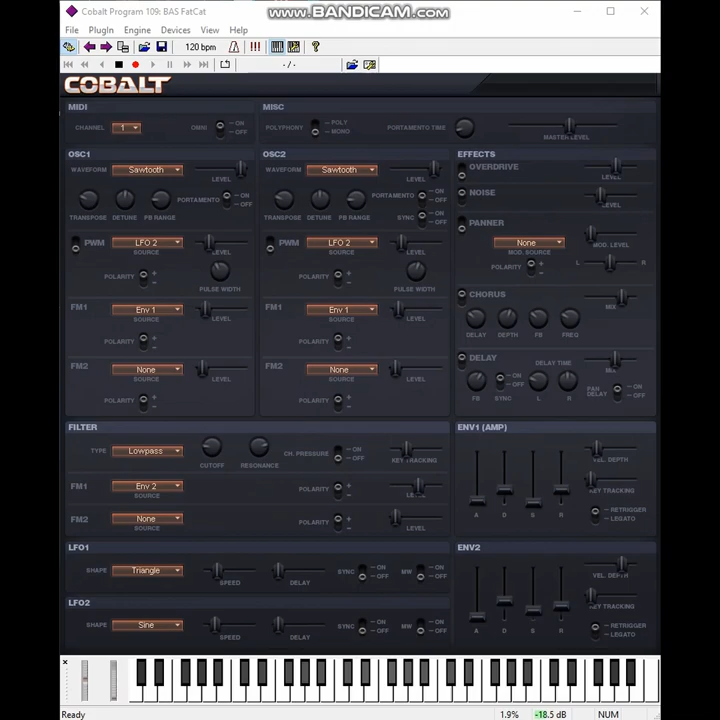 Cobalt Program 109: BAS FatCat
www.BANDICAM.com
File PlugIn Engine Devices View Help
120 bpm
- / -
COBALT
MIDI
CHANNEL 1 OMNI ON OFF
MISC
POLYPHONY POLY MONO PORTAMENTO TIME MASTER LEVEL
OSC1
WAVEFORM Sawtooth LEVEL
TRANSPOSE DETUNE PB RANGE PORTAMENTO ON OFF
PWM LFO 2 SOURCE LEVEL
POLARITY + - PULSE WIDTH
FM1 Env 1 SOURCE LEVEL
POLARITY + -
FM2 None SOURCE LEVEL
POLARITY + -
OSC2
WAVEFORM Sawtooth LEVEL
TRANSPOSE DETUNE PB RANGE PORTAMENTO ON OFF
SYNC ON OFF
PWM LFO 2 SOURCE LEVEL
POLARITY + - PULSE WIDTH
FM1 Env 1 SOURCE LEVEL
POLARITY + -
FM2 None SOURCE LEVEL
POLARITY + -
EFFECTS
OVERDRIVE LEVEL
NOISE LEVEL
PANNER None MOD. SOURCE MOD. LEVEL
POLARITY + - L R
CHORUS MIX
DELAY DEPTH FB FREQ
DELAY DELAY TIME MIX
FB SYNC ON OFF L R PAN DELAY ON OFF
FILTER
TYPE Lowpass CUTOFF RESONANCE CH. PRESSURE ON OFF KEY TRACKING
FM1 Env 2 SOURCE POLARITY + - LEVEL
FM2 None SOURCE POLARITY + - LEVEL
ENV1 (AMP)
A D S R
VEL. DEPTH
KEY TRACKING
RETRIGGER
LEGATO
LFO1
SHAPE Triangle SPEED DELAY SYNC ON OFF MW ON OFF
LFO2
SHAPE Sine SPEED DELAY SYNC ON OFF MW ON OFF
ENV2
A D S R
VEL. DEPTH
KEY TRACKING
RETRIGGER
LEGATO
Ready 1.9% -18.5 dB NUM